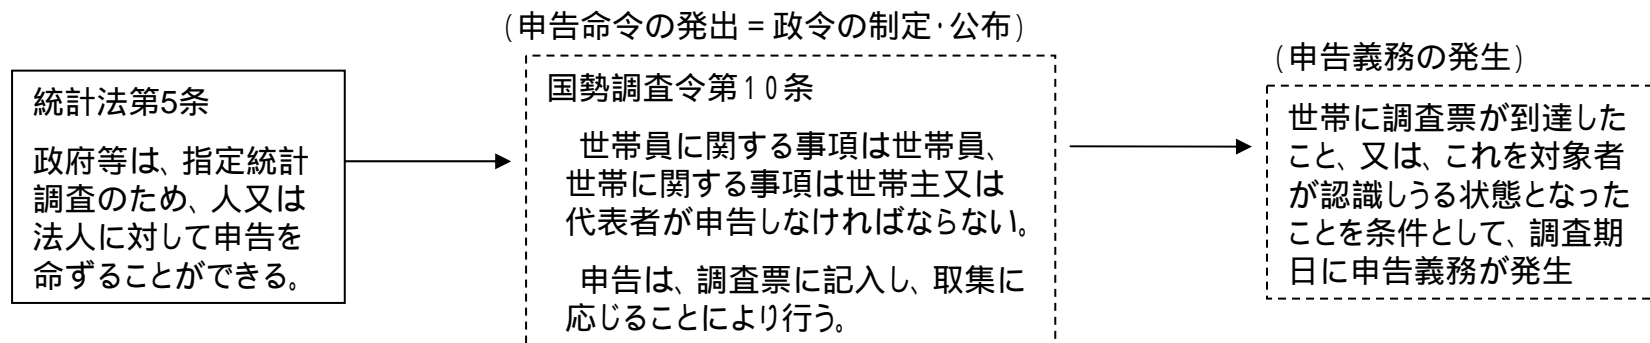 統計法第5条
政府等は、指定統計
調査のため、人又は
法人に対して申告を
命ずることができる。
(申告命令の発出=政令の制定・公布)
国勢調査令第10条
世帯員に関する事項は世帯員、
世帯に関する事項は世帯主又は
代表者が申告しなければならない。
申告は、調査票に記入し、取集に
応じることにより行う。
(申告義務の発生)
世帯に調査票が到達した
こと、又は、これを対象者
が認識しうる状態となった
ことを条件として、調査期
日に申告義務が発生